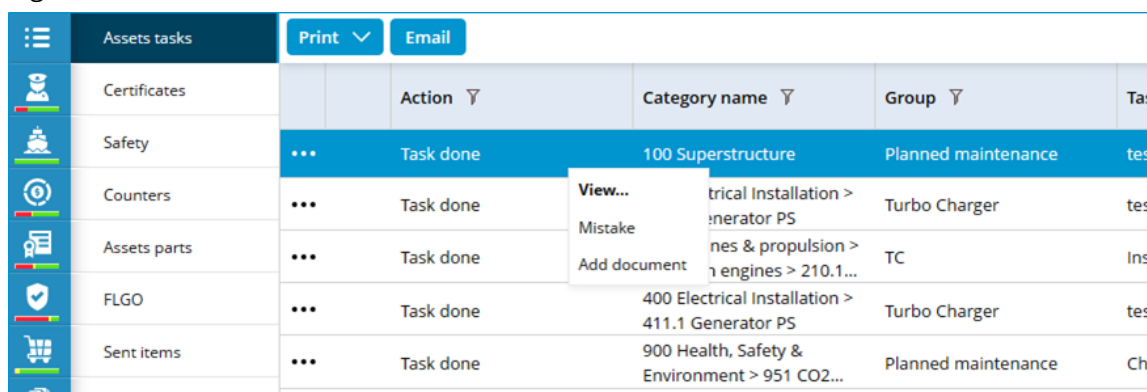 Assets tasks
Print
Email
Certificates
Action
Category name
Group
Safety
Task done
100 Superstructure
Planned maintenance
View...
Counters
Task done
Installation >
PS
Turbo Charger
Mistake
Assets parts
Task done
& propulsion >
engines > 210.1...
TC
Add document
FLGO
Task done
400 Electrical Installation >
411.1 Generator PS
Turbo Charger
Sent items
Task done
900 Health, Safety &
Environment > 951 CO2...
Planned maintenance